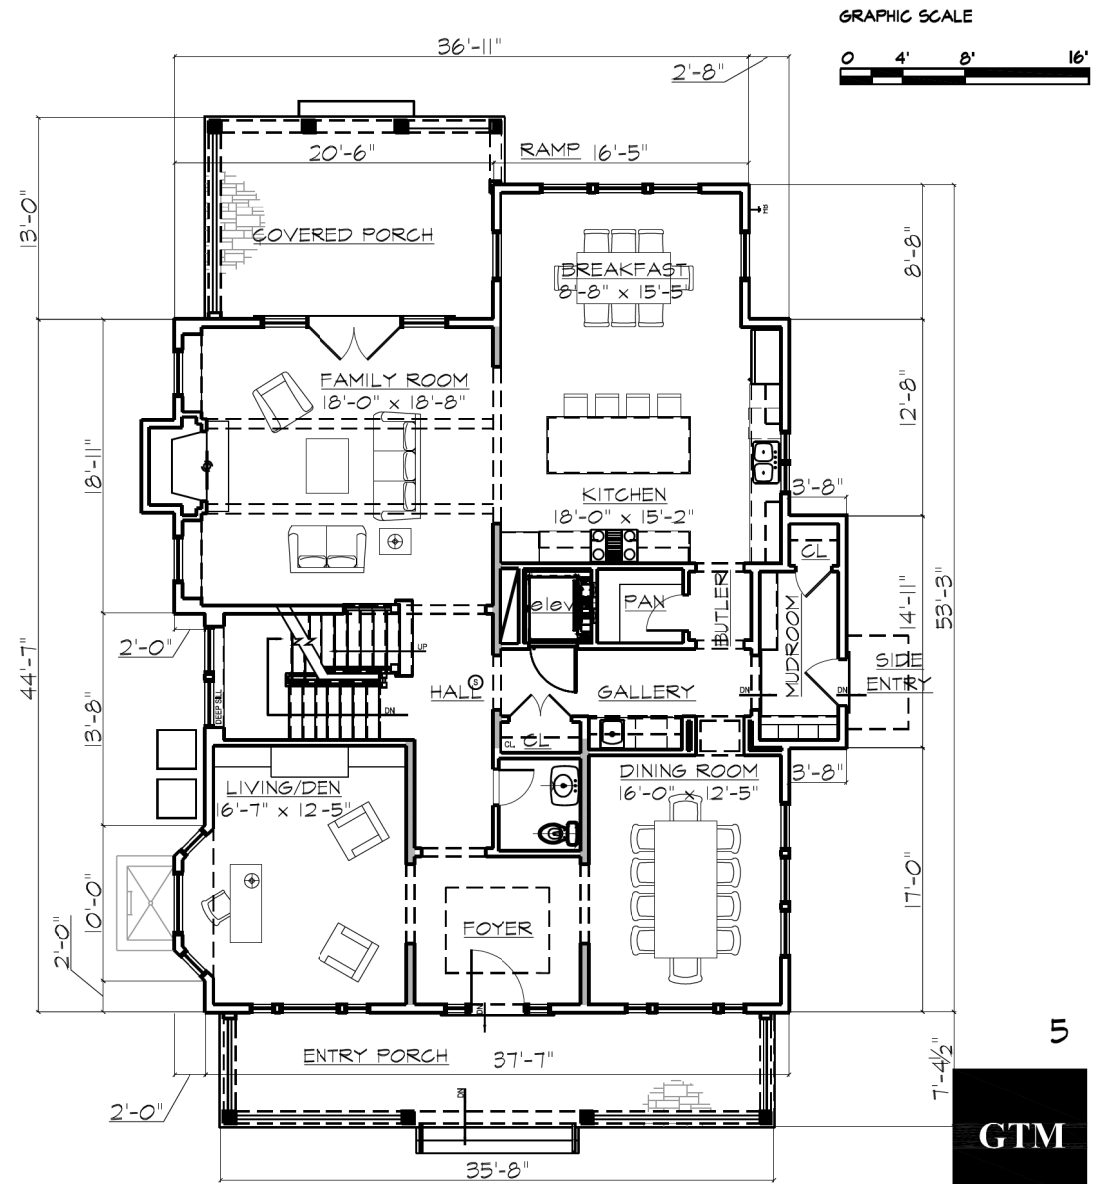 GRAPHIC SCALE
0 4' 8' 16'
36'-11"
2'-8"
20'-6"
RAMP 16'-5"
13'-0"
COVERED PORCH
HB
8'-8"
BREAKFAST
8'-8" x 15'-5"
FAMILY ROOM
18'-0" x 18'-8"
12'-8"
18'-11"
KITCHEN
18'-0" x 15'-2"
3'-8"
CL
elev
PAN
BUTLER
MUDROOM
14'-11"
53'-3"
2'-0"
UP
44'-7"
HALL
S
GALLERY
DN
DN
SIDE
ENTRY
DEEP SILL
DN
13'-8"
CL
CL
LIVING/DEN
16'-7" x 12'-5"
DINING ROOM
16'-0" x 12'-5"
3'-8"
10'-0"
17'-0"
2'-0"
FOYER
DN
5
ENTRY PORCH
37'-7"
7'-4½"
2'-0"
DN
GTM
35'-8"